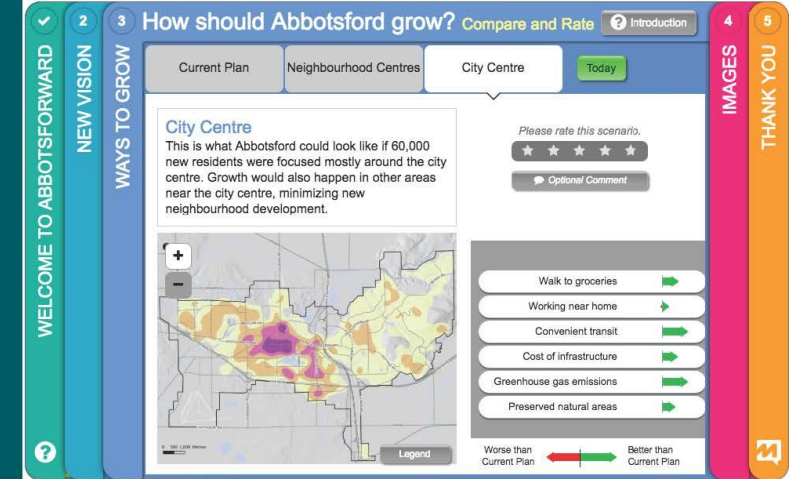 WELCOME TO ABBOTSFORWARD
?
2
NEW VISION
3
WAYS TO GROW
How should Abbotsford grow? Compare and Rate
? Introduction
Current Plan
Neighbourhood Centres
City Centre
Today
City Centre
This is what Abbotsford could look like if 60,000
new residents were focused mostly around the city
centre. Growth would also happen in other areas
near the city centre, minimizing new
neighbourhood development.
Please rate this scenario.
Optional Comment
+
−
Legend
Walk to groceries
Working near home
Convenient transit
Cost of infrastructure
Greenhouse gas emissions
Preserved natural areas
Worse than
Current Plan
Better than
Current Plan
4
IMAGES
5
THANK YOU